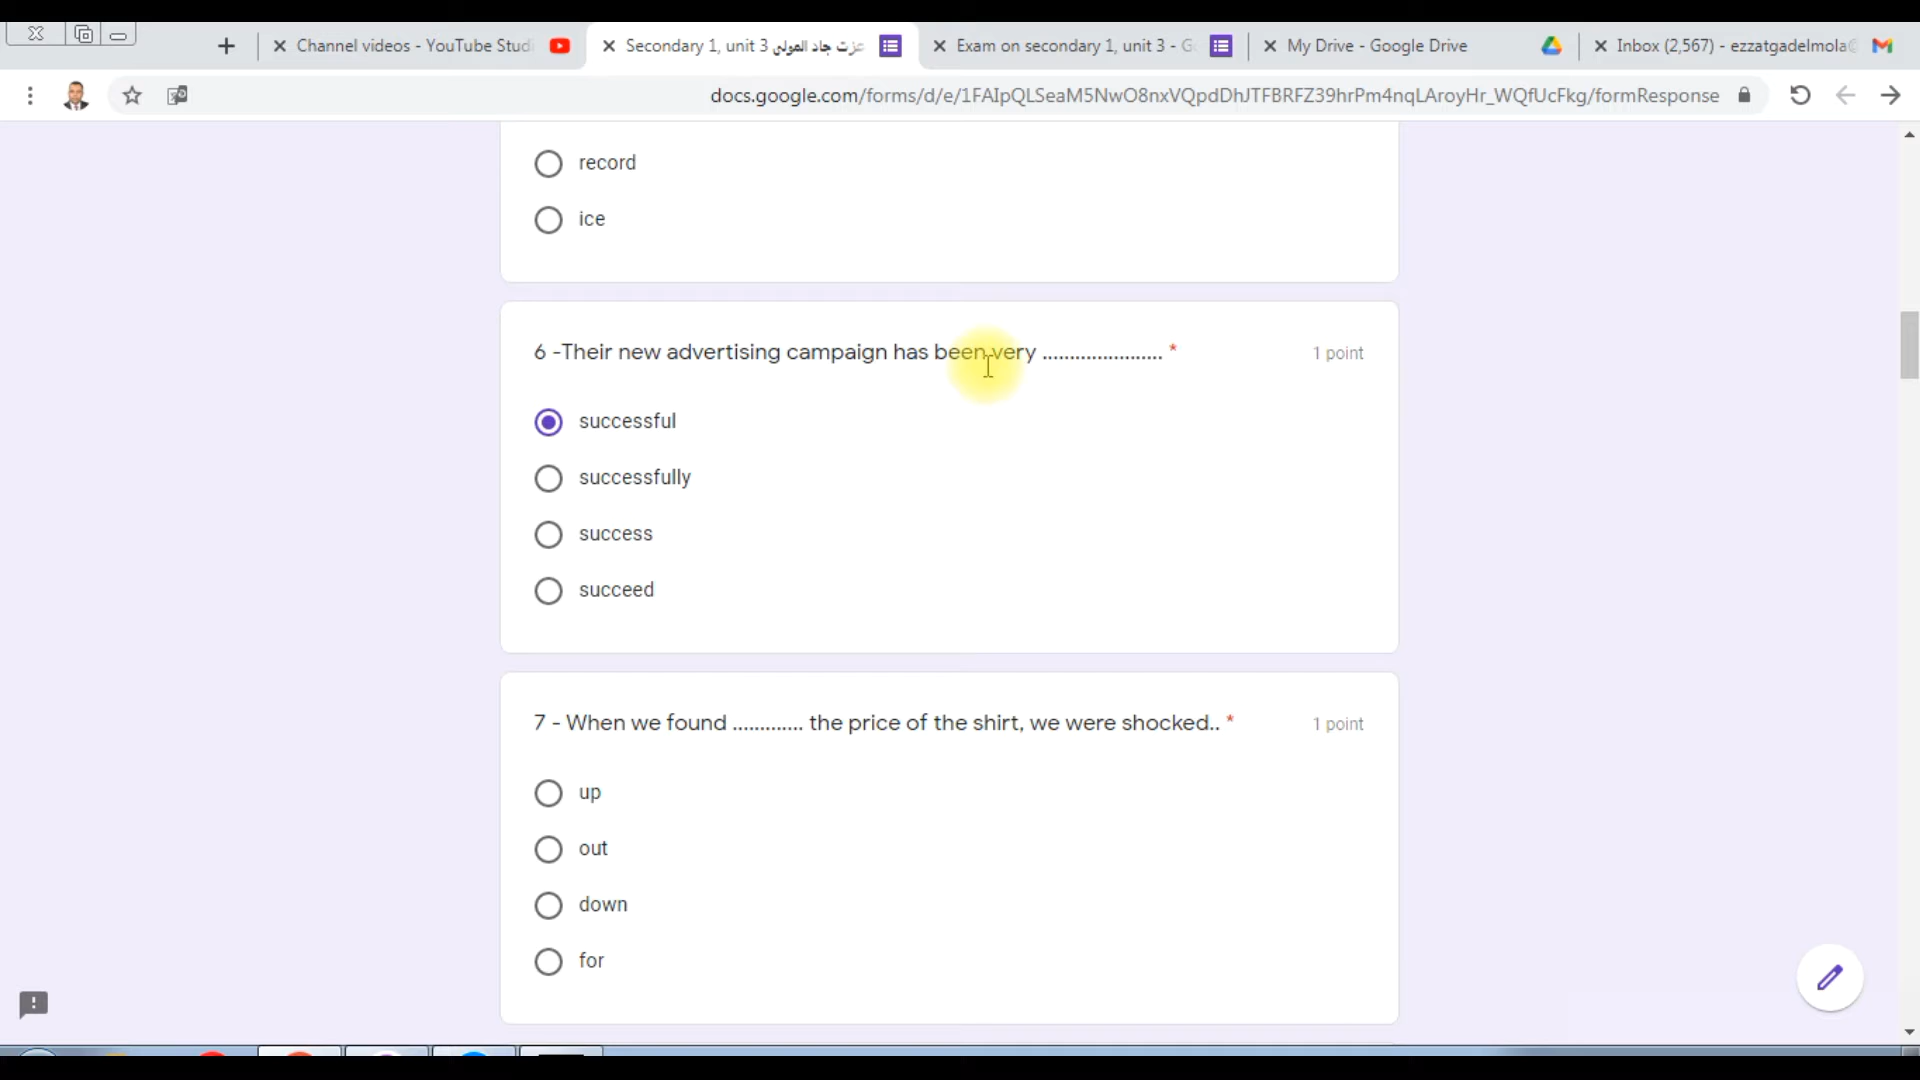 Channel videos - YouTube Stud
Secondary 1, unit 3 عزت جاد المولى
Exam on secondary 1, unit 3 - G
My Drive - Google Drive
Inbox (2,567) - ezzatgadelmola@
docs.google.com/forms/d/e/1FAIpQLSeaM5NwO8nxVQpdDhJTFBRFZ39hrPm4nqLAroyHr_WQfUcFkg/formResponse
record
ice
6 -Their new advertising campaign has been very ...................... *
1 point
successful
successfully
success
succeed
7 - When we found ............. the price of the shirt, we were shocked.. *
1 point
up
out
down
for